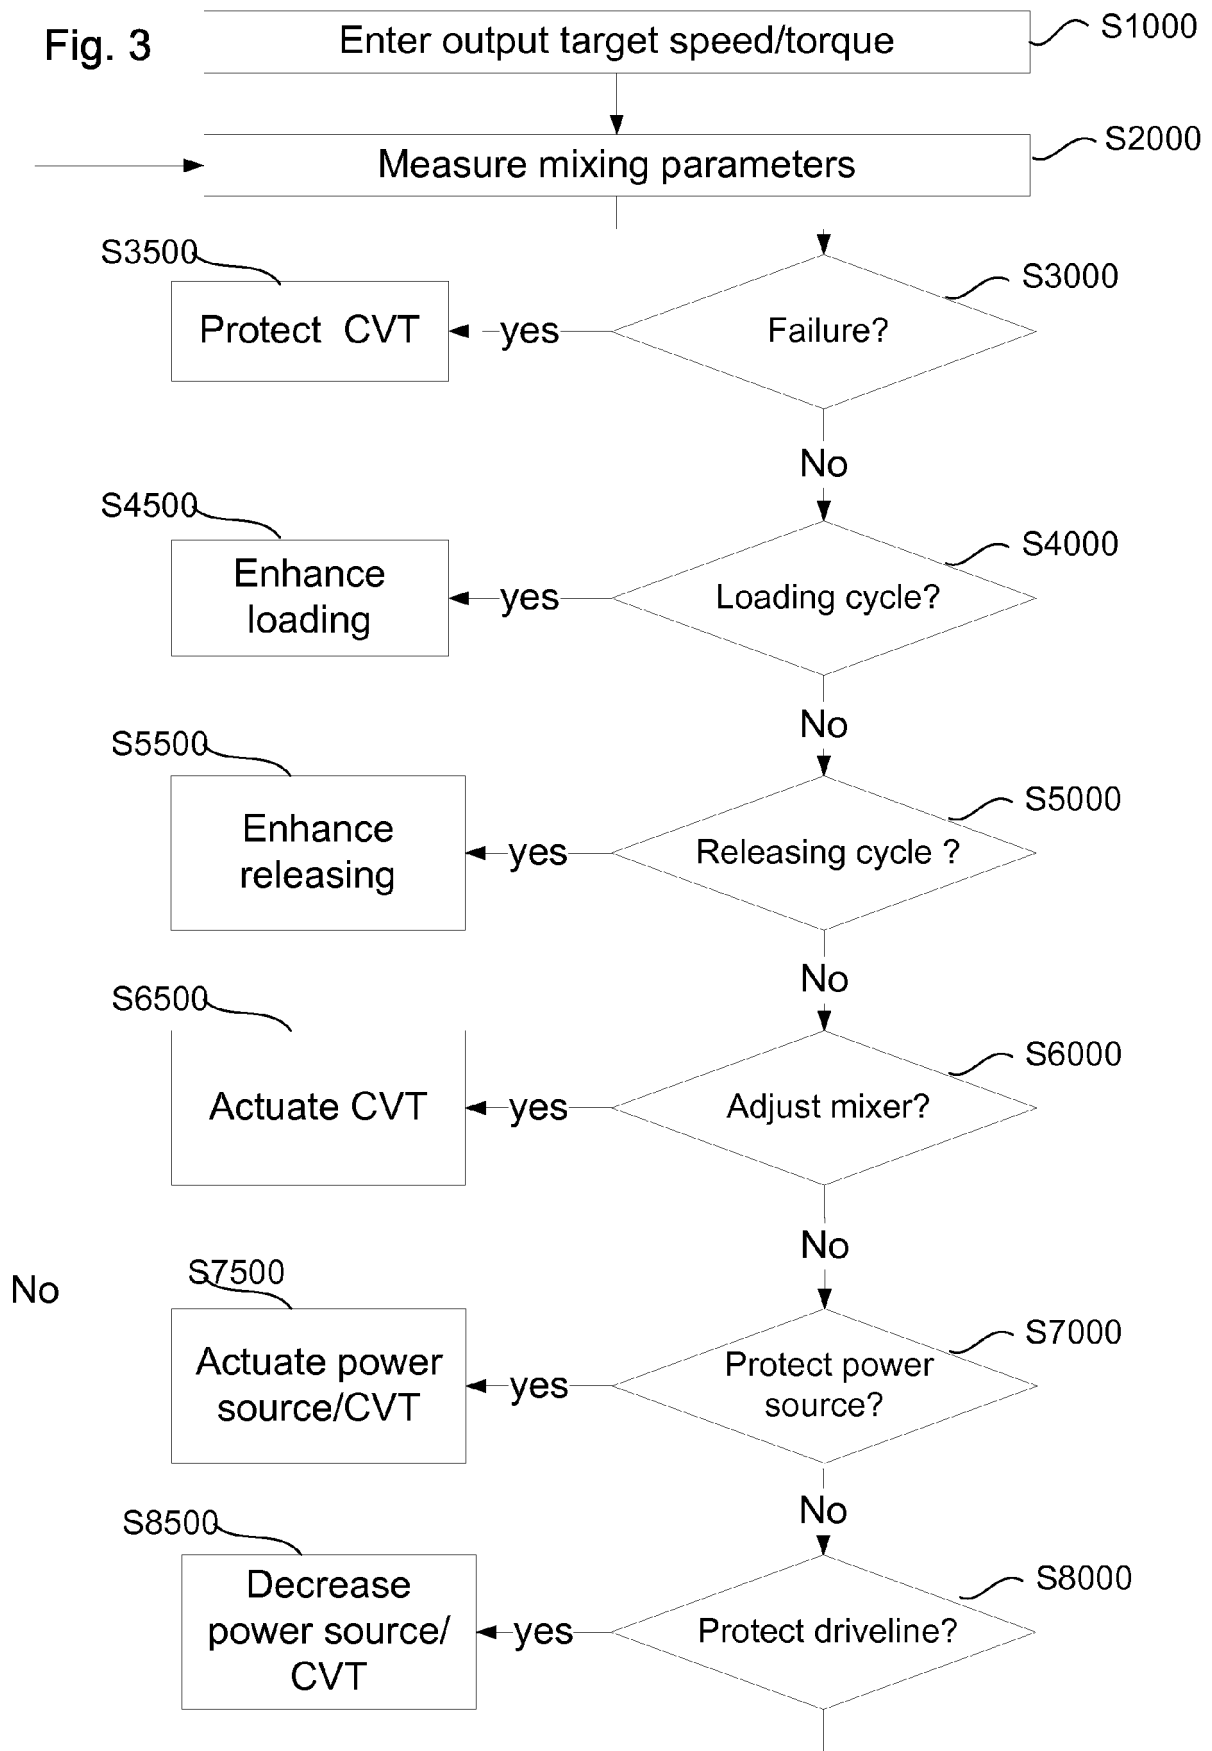 Fig. 3
Enter output target speed/torque
S1000
Measure mixing parameters
S2000
S3500
Protect CVT
yes
Failure?
S3000
No
S4500
Enhance
loading
yes
Loading cycle?
S4000
No
S5500
Enhance
releasing
yes
Releasing cycle ?
S5000
No
S6500
Actuate CVT
yes
Adjust mixer?
S6000
No
No
S7500
Actuate power
source/CVT
yes
Protect power
source?
S7000
No
S8500
Decrease
power source/
CVT
yes
Protect driveline?
S8000